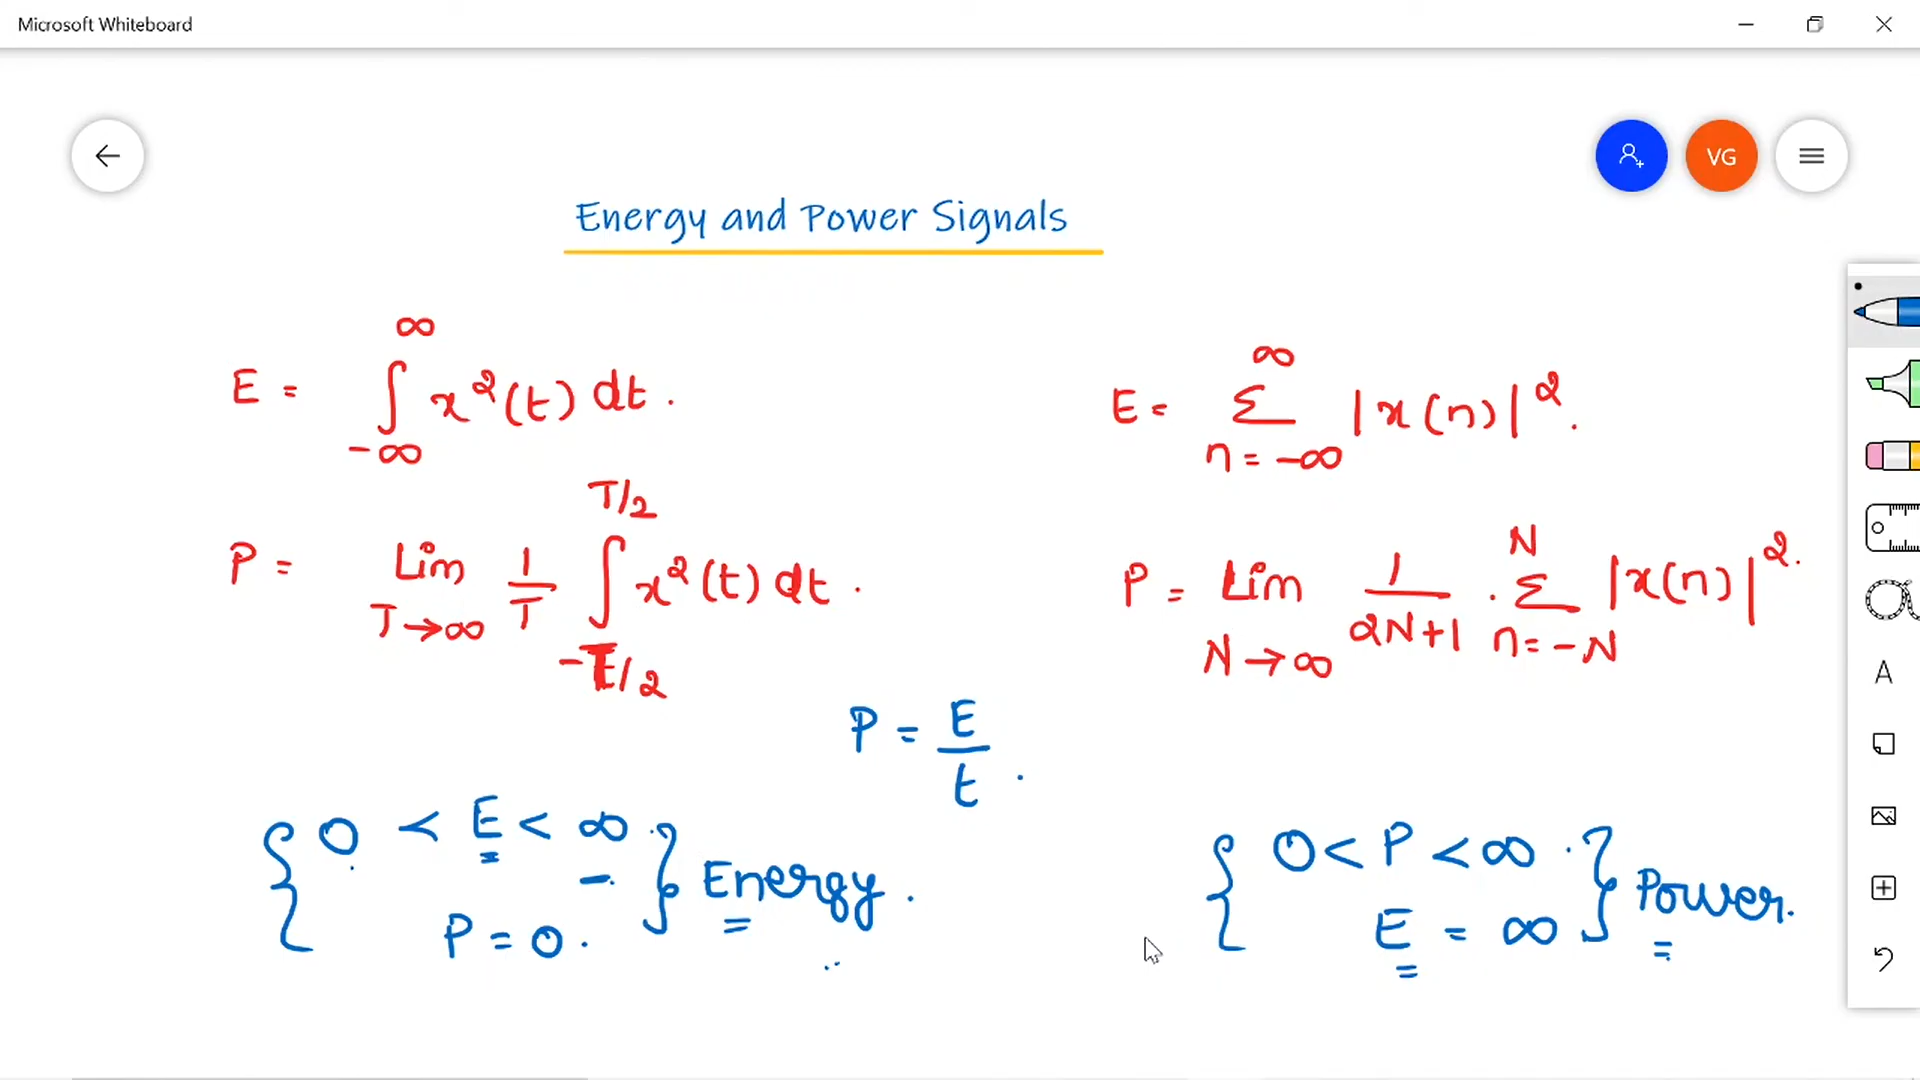 Microsoft Whiteboard
VG
Energy and Power Signals
E = ∫_{-∞}^{∞} x²(t) dt.
E = Σ_{n=-∞}^{∞} |x(n)|².
P = Lim_{T→∞} 1/T ∫_{-T/2}^{T/2} x²(t) dt.
P = Lim_{N→∞} 1/(2N+1) . Σ_{n=-N}^{N} |x(n)|².
P = E/t .
{ 0 < E < ∞ . P = 0 . } Energy .
{ 0 < P < ∞ . E = ∞ } Power.
A